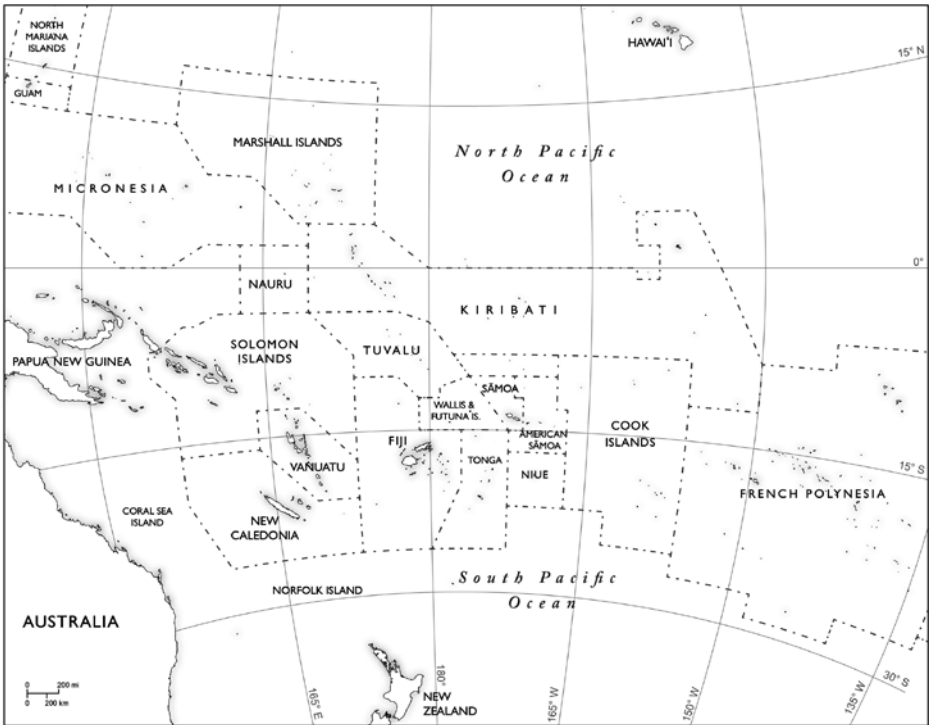 NORTH
MARIANA
ISLANDS
HAWAI'I
15° N
GUAM
MARSHALL ISLANDS
North Pacific
Ocean
MICRONESIA
0°
NAURU
KIRIBATI
SOLOMON
ISLANDS
TUVALU
PAPUA NEW GUINEA
SĀMOA
WALLIS &
FUTUNA IS.
COOK
ISLANDS
FIJI
AMERICAN
SĀMOA
TONGA
VANUATU
NIUE
15° S
FRENCH POLYNESIA
CORAL SEA
ISLAND
NEW
CALEDONIA
South Pacific
Ocean
NORFOLK ISLAND
AUSTRALIA
30° S
0 200 mi
0 200 km
165° E
180°
165° W
150° W
135° W
NEW
ZEALAND